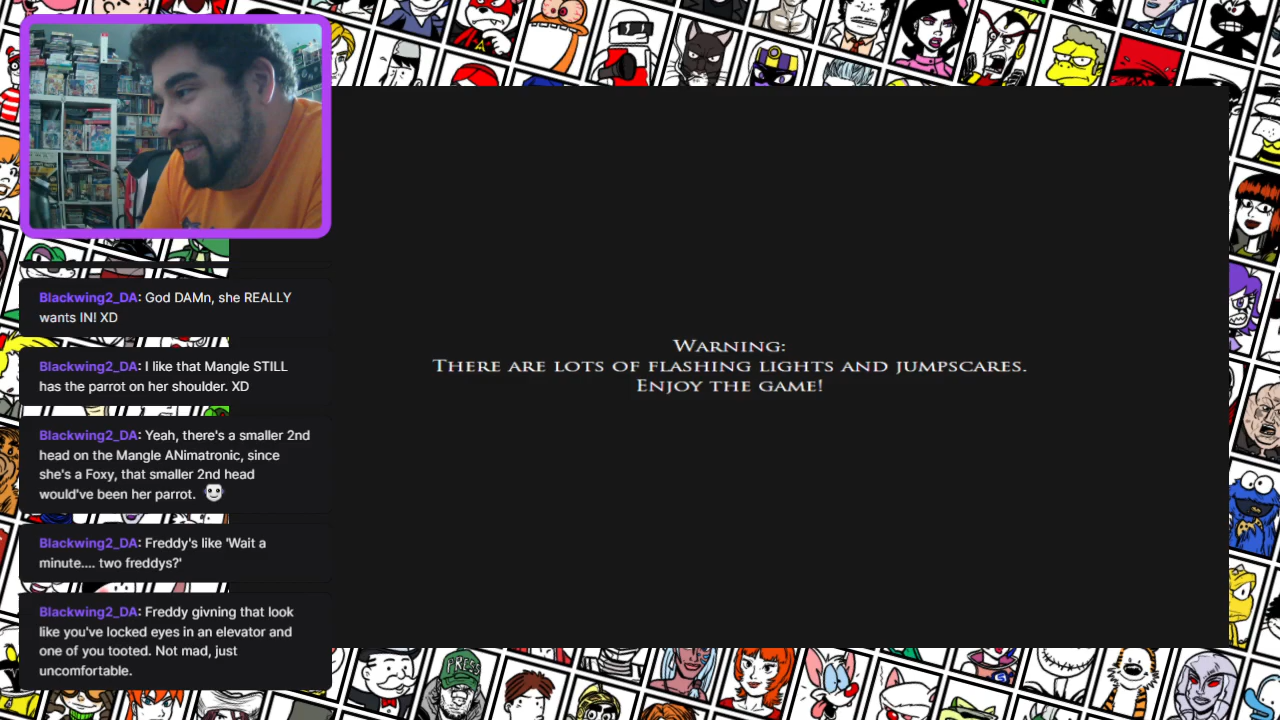 Blackwing2_DA: God DAMn, she REALLY
wants IN! XD
Blackwing2_DA: I like that Mangle STILL
has the parrot on her shoulder. XD
Blackwing2_DA: Yeah, there's a smaller 2nd
head on the Mangle ANimatronic, since
she's a Foxy, that smaller 2nd head
would've been her parrot.
Blackwing2_DA: Freddy's like 'Wait a
minute.... two freddys?'
Blackwing2_DA: Freddy givning that look
like you've locked eyes in an elevator and
one of you tooted. Not mad, just
uncomfortable.
Warning:
There are lots of flashing lights and jumpscares.
Enjoy the game!
PRESS